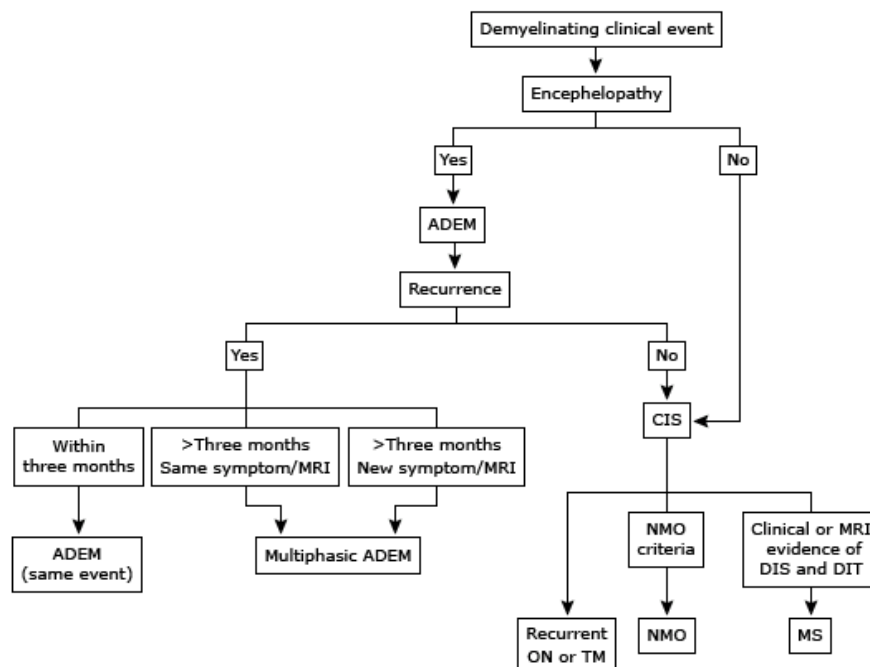 Demyelinating clinical event
Encephelopathy
Yes
No
ADEM
Recurrence
Yes
No
CIS
Within
three months
>Three months
Same symptom/MRI
>Three months
New symptom/MRI
ADEM
(same event)
Multiphasic ADEM
NMO
criteria
Clinical or MRI
evidence of
DIS and DIT
Recurrent
ON or TM
NMO
MS